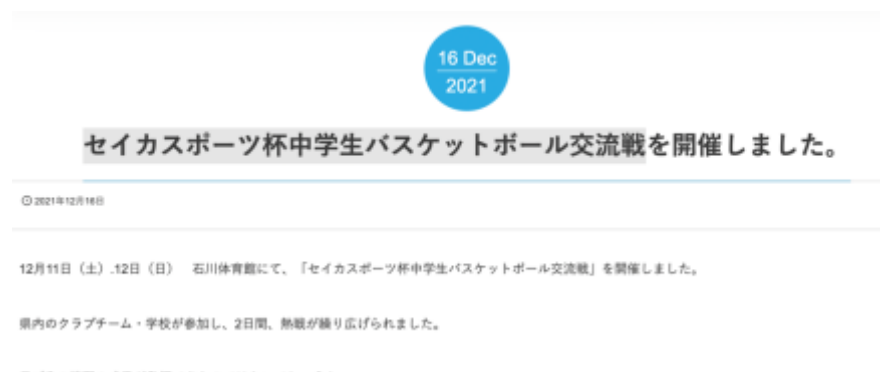 16 Dec
2021
セイカスポーツ杯中学生バスケットボール交流戦を開催しました。
2021年12月16日
12月11日（土）.12日（日）　石川体育館にて、「セイカスポーツ杯中学生バスケットボール交流戦」を開催しました。
県内のクラブチーム・学校が参加し、2日間、熱戦が繰り広げられました。